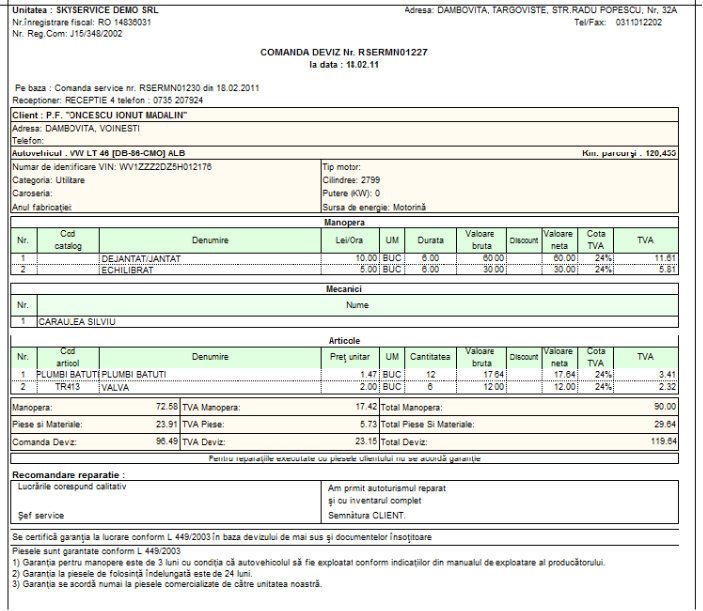 Unitatea : SKYSERVICE DEMO SRL Adresa: DAMBOVITA, TARGOVISTE, STR.RADU POPESCU, Nr, 32A
Nr.înregistrare fiscal: RO 14836031 Tel/Fax: 0311012202
Nr. Reg.Com: J15/348/2002
COMANDA DEVIZ Nr. RSERMN01227
la data : 18.02.11
Pe baza : Comanda service nr. RSERMN01230 din 18.02.2011
Receptioner: RECEPTIE 4 telefon : 0735 207924
Client : P.F. "ONCESCU IONUT MADALIN"
Adresa: DAMBOVITA, VOINESTI
Telefon:
Autovehicul : VW LT 46 [DB-86-CMO] ALB Km. parcurşi : 120,455
Numar de identificare VIN: WV1ZZZ2DZ5H012176 Tip motor:
Categoria: Utilitare Cilindree: 2799
Caroseria: Putere (KW): 0
Anul fabricaţiei: Sursa de energie: Motorină
Manopera
Nr. Cod catalog Denumire Lei/Ora UM Durata Valoare bruta Discount Valoare neta Cota TVA TVA
1 DEJANTAT/JANTAT 10.00 BUC 6.00 60.00 60.00 24% 11.61
2 ECHILIBRAT 5.00 BUC 6.00 30.00 30.00 24% 5.81
Mecanici
Nr. Nume
1 CARAULEA SILVIU
Articole
Nr. Cod articol Denumire Preţ unitar UM Cantitatea Valoare bruta Discount Valoare neta Cota TVA TVA
1 PLUMBI BATUTI PLUMBI BATUTI 1.47 BUC 12 17.64 17.64 24% 3.41
2 TR413 VALVA 2.00 BUC 6 12.00 12.00 24% 2.32
Manopera: 72.58 TVA Manopera: 17.42 Total Manopera: 90.00
Piese si Materiale: 23.91 TVA Piese: 5.73 Total Piese Si Materiale: 29.64
Comanda Deviz: 96.49 TVA Deviz: 23.15 Total Deviz: 119.64
Pentru reparaţiile executate cu piesele clientului nu se acordă garanţie
Recomandare reparatie :
Lucrările corespund calitativ Am primit autoturismul reparat
şi cu inventarul complet
Şef service Semnătura CLIENT.
Se certifică garanţia la lucrare conform L 449/2003 în baza devizului de mai sus şi documentelor însoţitoare
Piesele sunt garantate conform L 449/2003
1) Garanţia pentru manopere este de 3 luni cu condiţia că autovehicolul să fie exploatat conform indicaţiilor din manualul de exploatare al producătorului.
2) Garanţia la piesele de folosinţă îndelungată este de 24 luni.
3) Garanţia se acordă numai la piesele comercializate de către unitatea noastră.